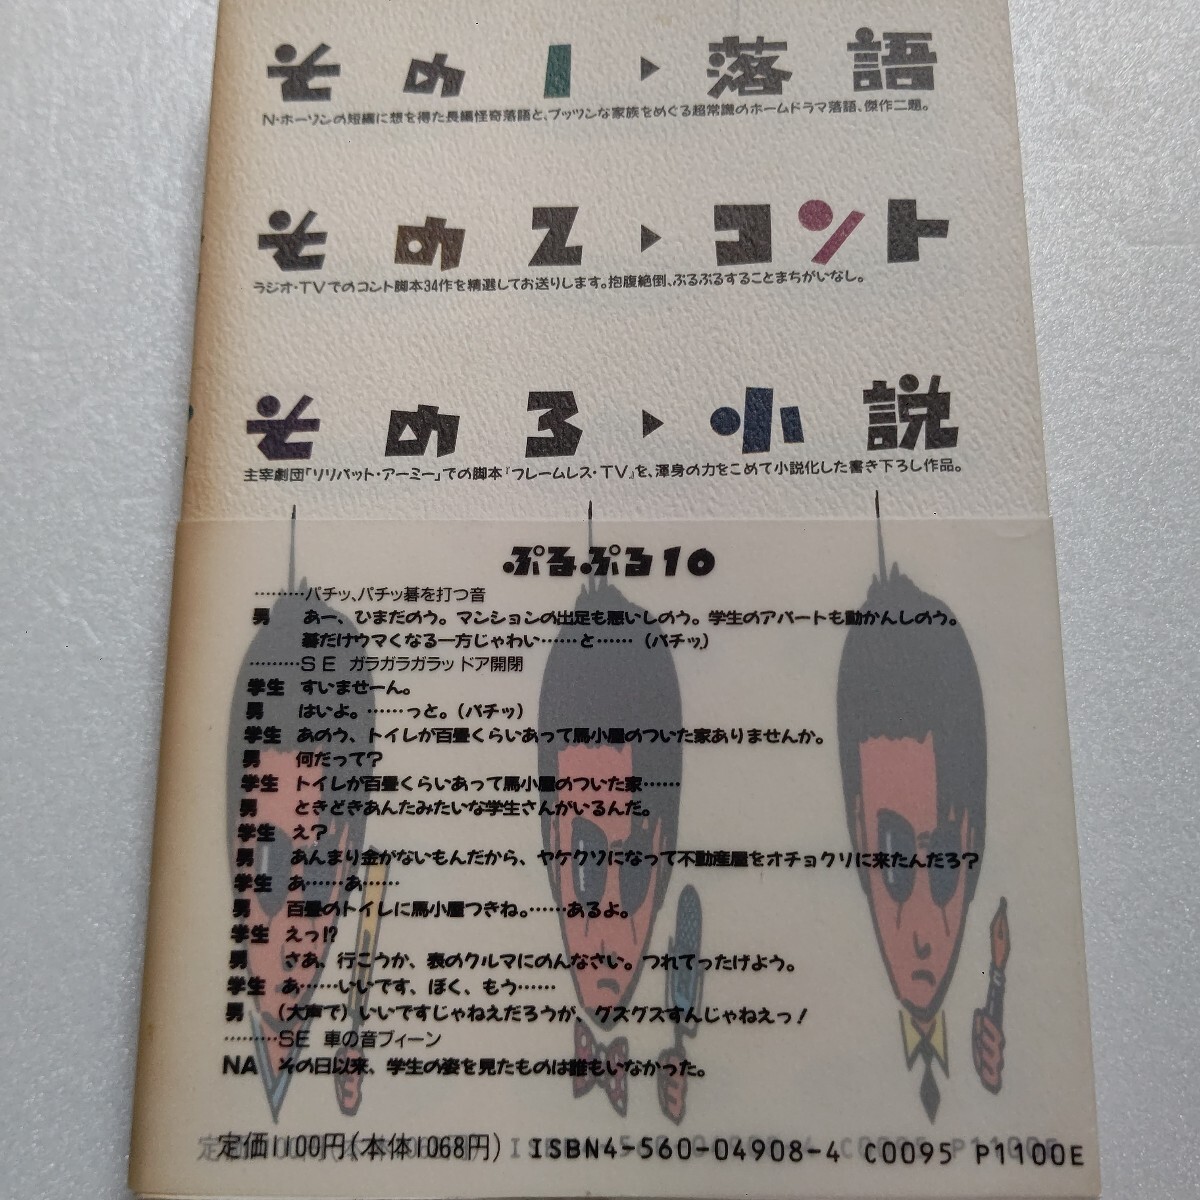 その1▶落語
N・ホーソンの短編に想を得た長編怪奇落語と、プッツンな家族をめぐる超常識のホームドラマ落語、傑作二題。
その2▶コント
ラジオ・TVでのコント脚本34作を精選してお送りします。抱腹絶倒、ぷるぷるすることまちがいなし。
その3▶小説
主宰劇団「リリパット・アーミー」での脚本『フレームレス・TV』を、渾身の力をこめて小説化した書き下ろし作品。
ぷるぷる10
………パチッ、パチッ碁を打つ音
男 あー、ひまだのう。マンションの出足も悪いしのう。学生のアパートも動かんしのう。
碁だけウマくなる一方じゃわい……と……(パチッ)
………SE ガラガラガラッ ドア開閉
学生 すいませーん。
男 はいよ。……っと。(パチッ)
学生 あのう、トイレが百畳くらいあって馬小屋のついた家ありませんか。
男 何だって?
学生 トイレが百畳くらいあって馬小屋のついた家……
男 ときどきあんたみたいな学生さんがいるんだ。
学生 え?
男 あんまり金がないもんだから、ヤケクソになって不動産屋をオチョクリに来たんだろ?
学生 あ……あ……
男 百畳のトイレに馬小屋つきね。……あるよ。
学生 えっ!?
男 さあ、行こうか、表のクルマにのんなさい。つれてったげよう。
学生 あ……いいです、ぼく、もう……
男 (大声で)いいですじゃねえだろうが、グズグズすんじゃねえっ!
………SE 車の音ブィーン
NA その日以来、学生の姿を見たものは誰もいなかった。
定価1100円(本体1068円) ISBN4-560-04908-4 C0095 P1100E